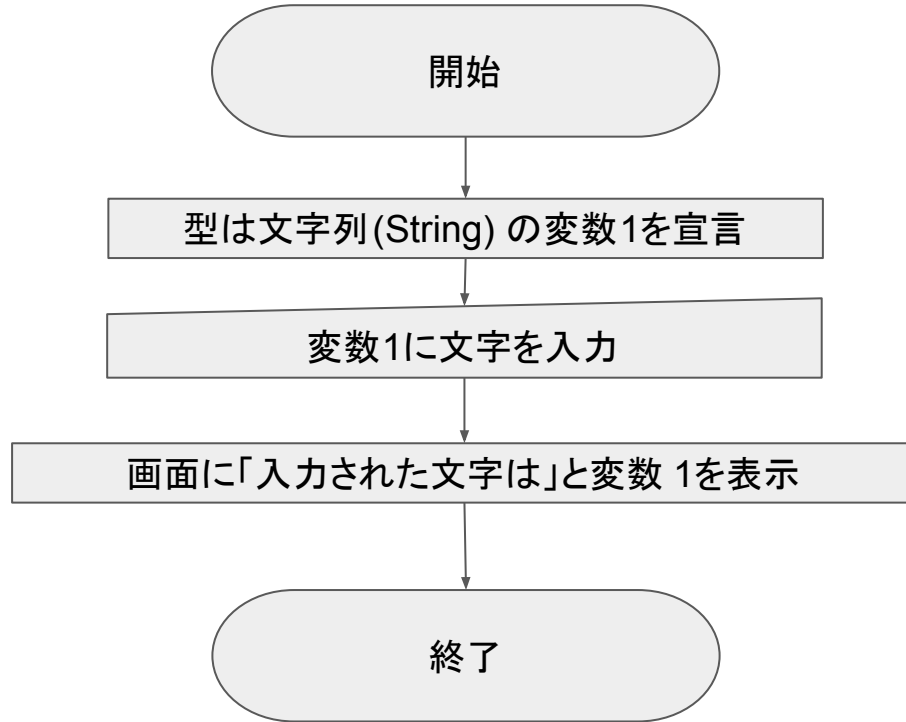 開始
型は文字列(String) の変数1を宣言
変数1に文字を入力
画面に「入力された文字は」と変数 1を表示
終了